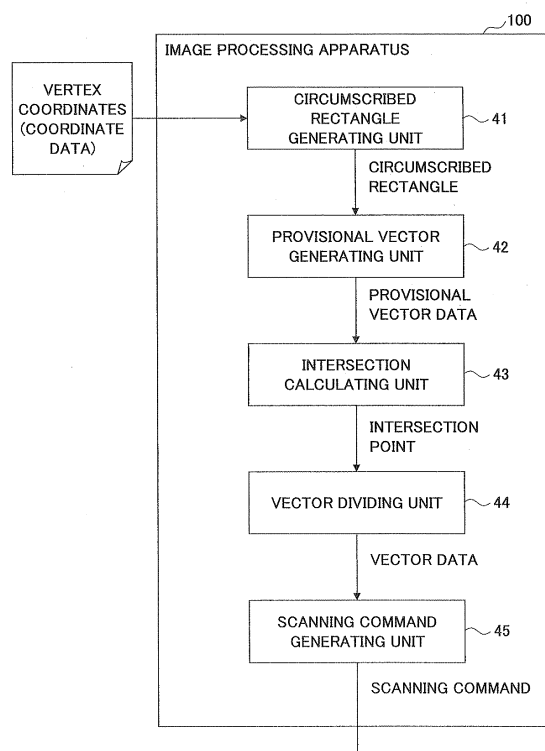 100
IMAGE PROCESSING APPARATUS
VERTEX
COORDINATES
(COORDINATE
DATA)
CIRCUMSCRIBED
RECTANGLE
GENERATING UNIT
41
CIRCUMSCRIBED
RECTANGLE
PROVISIONAL VECTOR
GENERATING UNIT
42
PROVISIONAL
VECTOR DATA
INTERSECTION
CALCULATING UNIT
43
INTERSECTION
POINT
VECTOR DIVIDING UNIT
44
VECTOR DATA
SCANNING COMMAND
GENERATING UNIT
45
SCANNING COMMAND